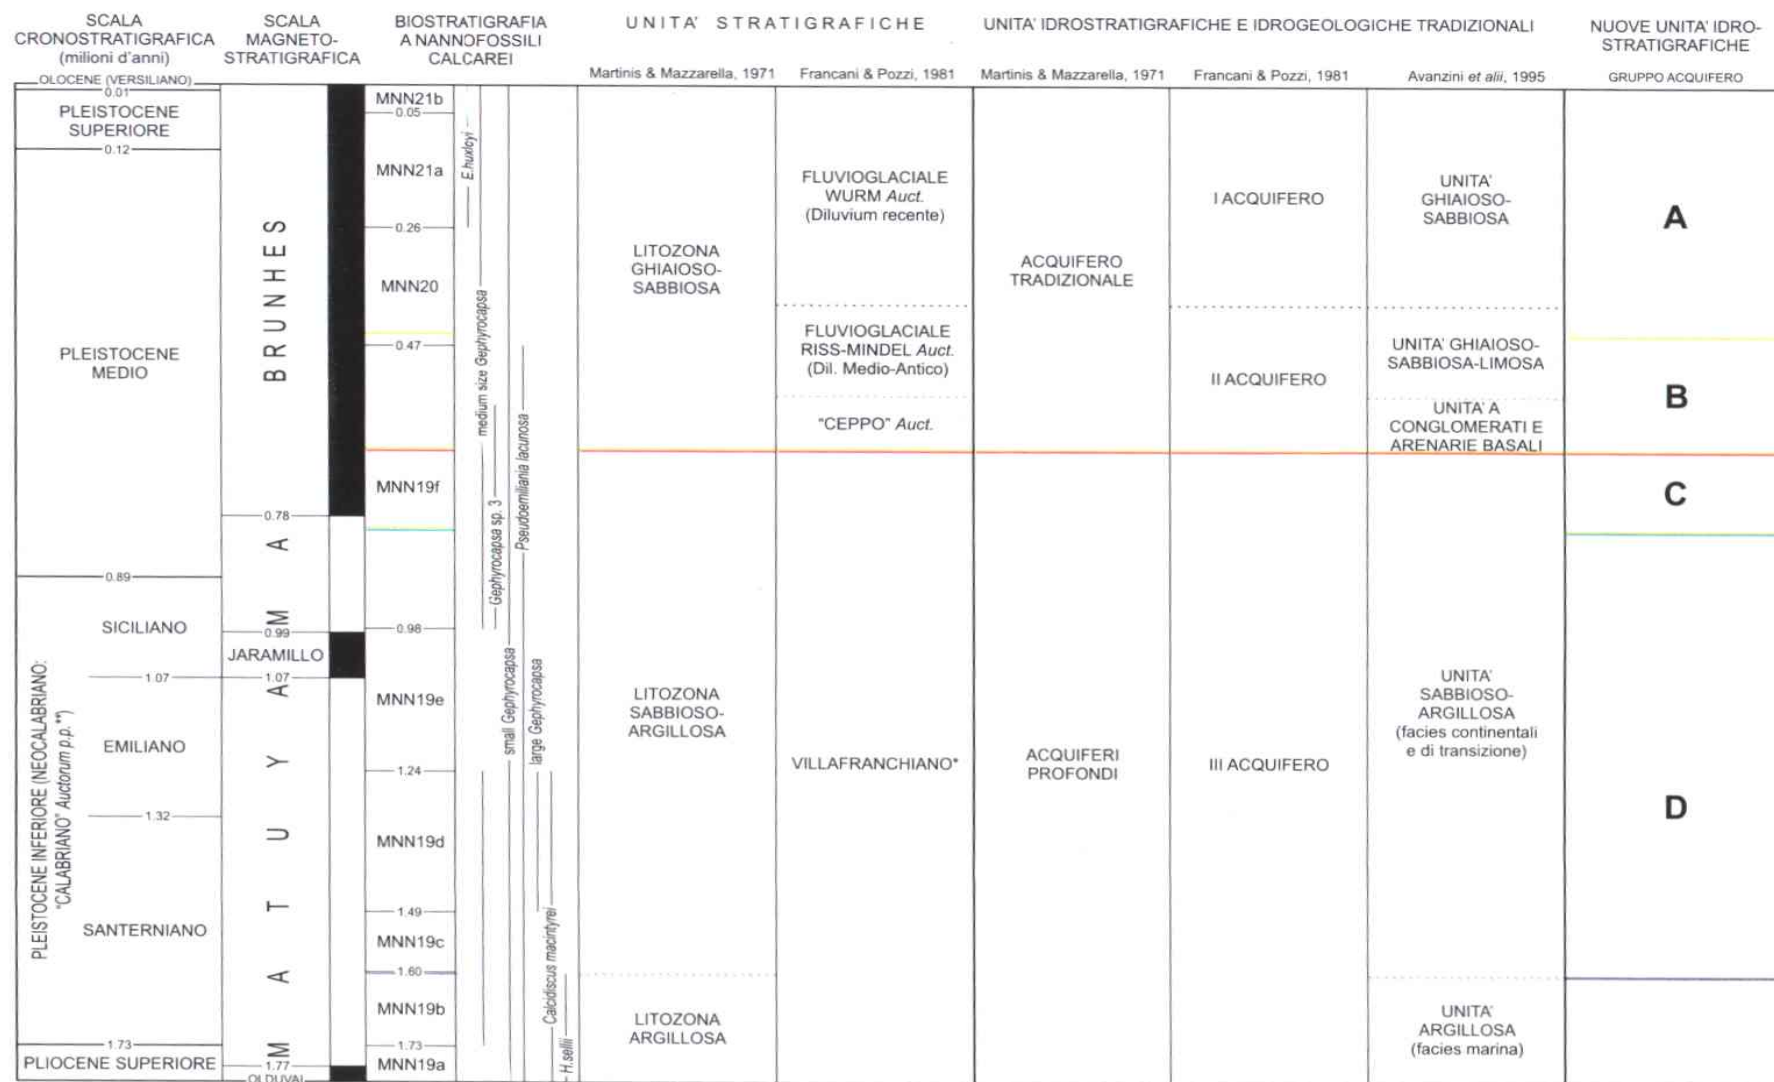 SCALA
CRONOSTRATIGRAFICA
(milioni d'anni)
SCALA
MAGNETO-
STRATIGRAFICA
BIOSTRATIGRAFIA
A NANNOFOSSILI
CALCAREI
UNITA' STRATIGRAFICHE
UNITA' IDROSTRATIGRAFICHE E IDROGEOLOGICHE TRADIZIONALI
NUOVE UNITA' IDRO-
STRATIGRAFICHE
Martinis & Mazzarella, 1971
Francani & Pozzi, 1981
Martinis & Mazzarella, 1971
Francani & Pozzi, 1981
Avanzini et alii, 1995
GRUPPO ACQUIFERO
OLOCENE (VERSILIANO)
0.01
PLEISTOCENE
SUPERIORE
0.12
PLEISTOCENE
MEDIO
0.89
PLEISTOCENE INFERIORE (NEOCALABRIANO:
"CALABRIANO" Auctorum p.p.**)
SICILIANO
1.07
EMILIANO
1.32
SANTERNIANO
1.73
PLIOCENE SUPERIORE
BRUNHES
0.78
MATUYAMA
0.99
JARAMILLO
1.07
1.77
OLDUVAI
MNN21b
0.05
MNN21a
0.26
MNN20
0.47
MNN19f
0.98
MNN19e
1.24
MNN19d
1.49
MNN19c
1.60
MNN19b
1.73
MNN19a
E.huxleyi
medium size Gephyrocapsa
Gephyrocapsa sp. 3
small Gephyrocapsa
Pseudoemiliania lacunosa
large Gephyrocapsa
Calcidiscus macintyrei
H.sellii
LITOZONA
GHIAIOSO-
SABBIOSA
LITOZONA
SABBIOSO-
ARGILLOSA
LITOZONA
ARGILLOSA
FLUVIOGLACIALE
WURM Auct.
(Diluvium recente)
FLUVIOGLACIALE
RISS-MINDEL Auct.
(Dil. Medio-Antico)
"CEPPO" Auct.
VILLAFRANCHIANO*
ACQUIFERO
TRADIZIONALE
ACQUIFERI
PROFONDI
I ACQUIFERO
II ACQUIFERO
III ACQUIFERO
UNITA'
GHIAIOSO-
SABBIOSA
UNITA' GHIAIOSO-
SABBIOSA-LIMOSA
UNITA' A
CONGLOMERATI E
ARENARIE BASALI
UNITA'
SABBIOSO-
ARGILLOSA
(facies continentali
e di transizione)
UNITA'
ARGILLOSA
(facies marina)
A
B
C
D